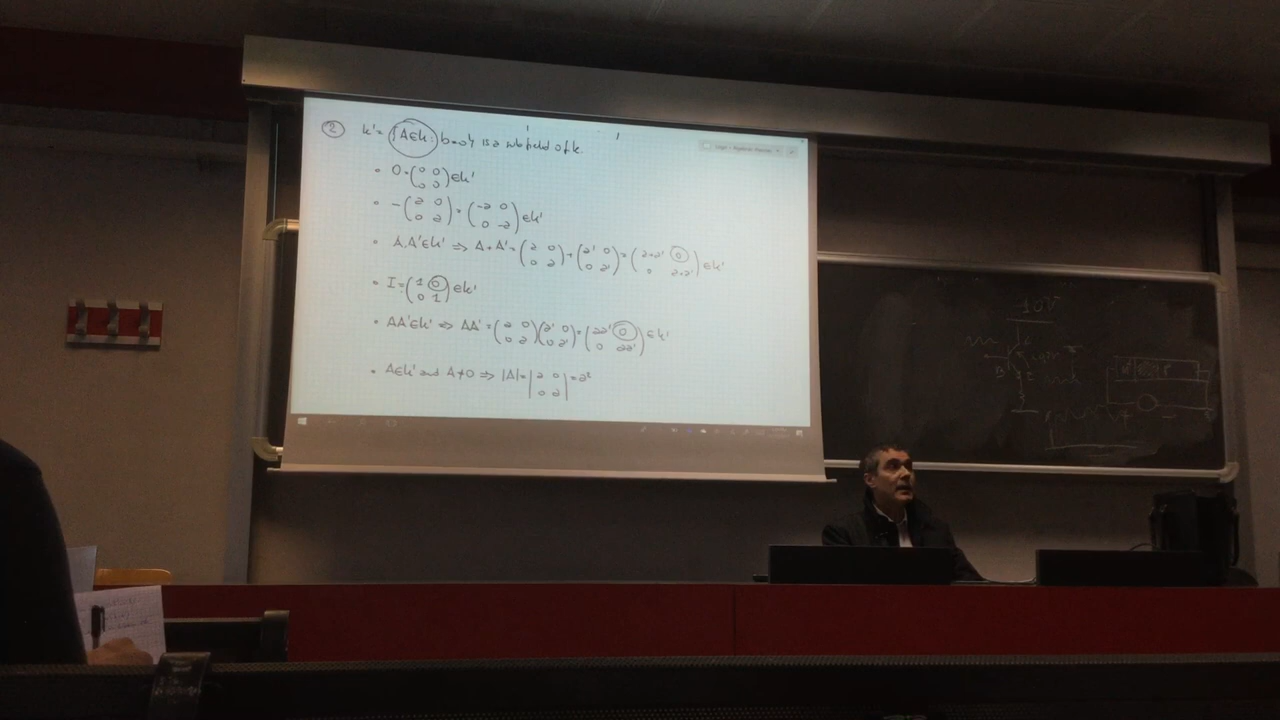 ② k' = {A∈k : b=0} is a subfield of k.
• 0=(0 0 / 0 0)∈k'
• -(a 0 / 0 a)=(-a 0 / 0 -a)∈k'
• A,A'∈k' ⇒ A+A'=(a 0 / 0 a)+(a' 0 / 0 a')=(a+a' 0 / 0 a+a')∈k'
• I=(1 0 / 0 1)∈k'
• AA'∈k' ⇒ AA'=(a 0 / 0 a)(a' 0 / 0 a')=(aa' 0 / 0 aa')∈k'
• A∈k' and A≠0 ⇒ |A|=|a 0 / 0 a|=a²
10V